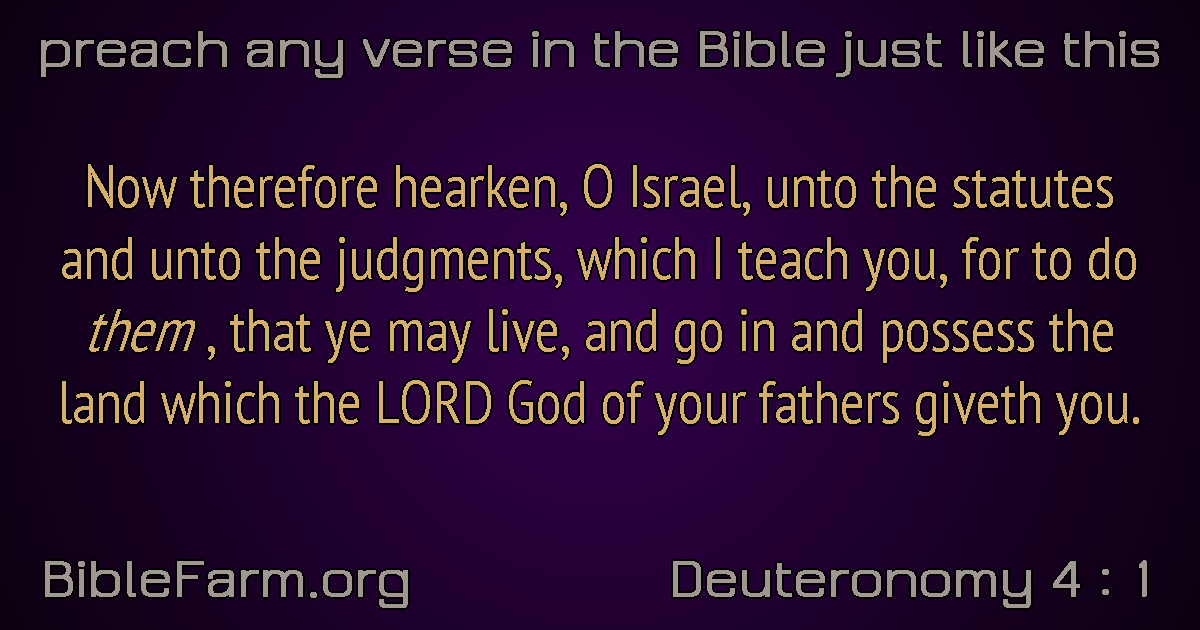 preach any verse in the Bible just like this
Now therefore hearken, O Israel, unto the statutes
and unto the judgments, which I teach you, for to do
them , that ye may live, and go in and possess the
land which the LORD God of your fathers giveth you.
BibleFarm.org
Deuteronomy 4 : 1